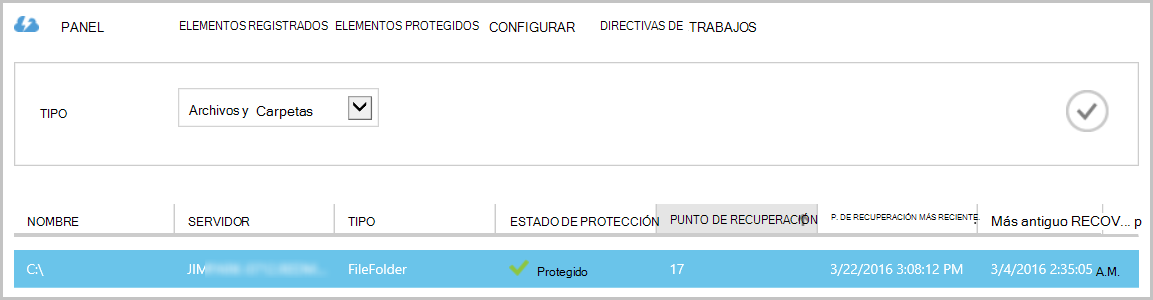 PANEL ELEMENTOS REGISTRADOS ELEMENTOS PROTEGIDOS CONFIGURAR DIRECTIVAS DE TRABAJOS
TIPO Archivos y Carpetas
NOMBRE SERVIDOR TIPO ESTADO DE PROTECCIÓN PUNTO DE RECUPERACIÓN P. DE RECUPERACIÓN MÁS RECIENTE. Más antiguo RECOV... p
C:\ JIM FileFolder Protegido 17 3/22/2016 3:08:12 PM 3/4/2016 2:35:05 A.M.